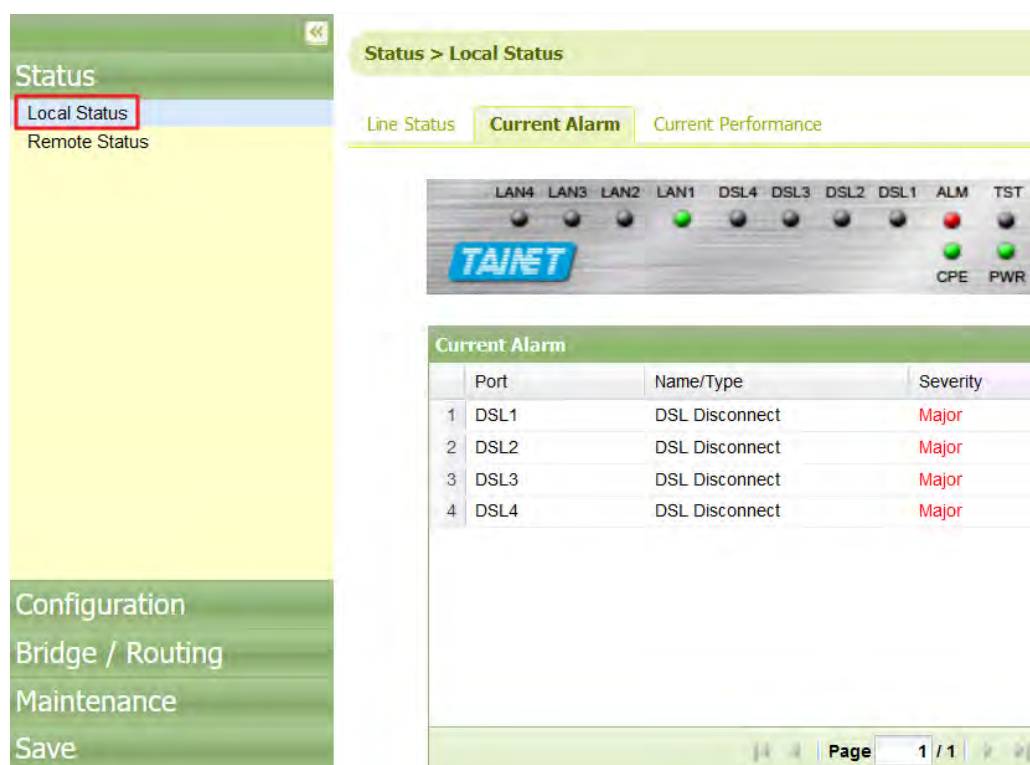 Status
Local Status
Remote Status
Configuration
Bridge / Routing
Maintenance
Save
Status > Local Status
Line Status Current Alarm Current Performance
LAN4 LAN3 LAN2 LAN1 DSL4 DSL3 DSL2 DSL1 ALM TST
TAINET
CPE PWR
Current Alarm
Port Name/Type Severity
1 DSL1 DSL Disconnect Major
2 DSL2 DSL Disconnect Major
3 DSL3 DSL Disconnect Major
4 DSL4 DSL Disconnect Major
Page 1 / 1